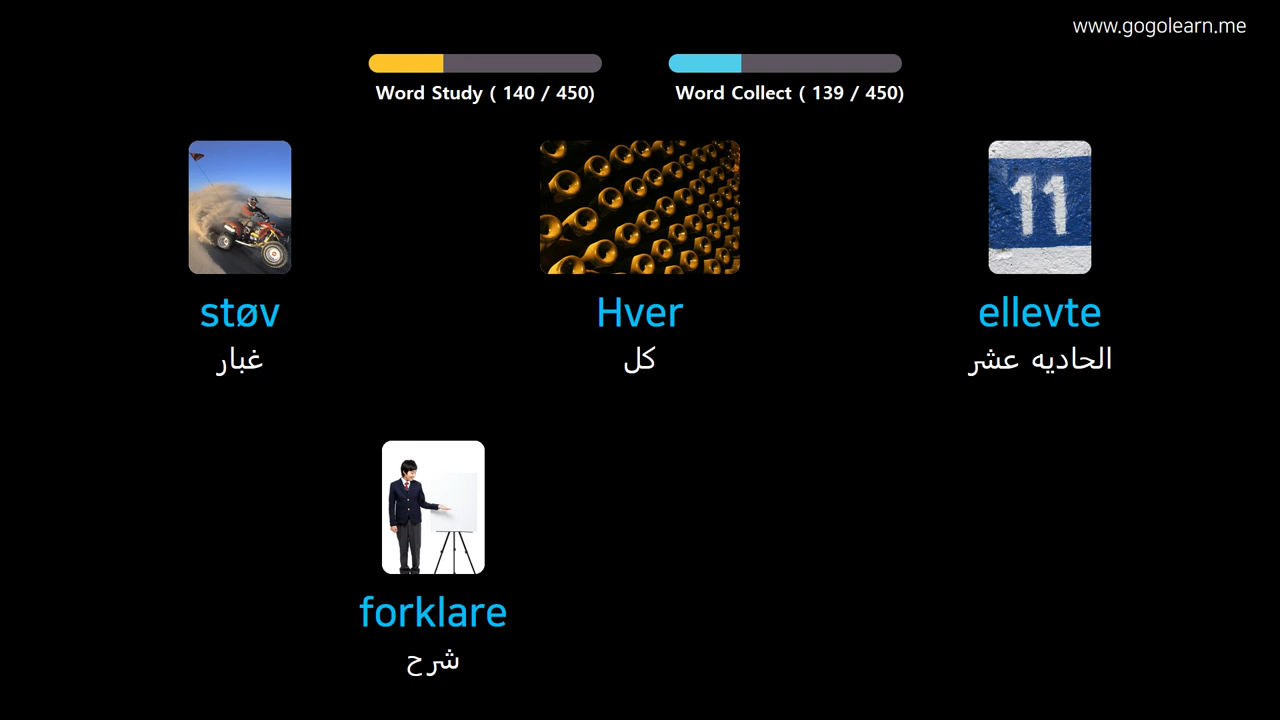 www.gogolearn.me
Word Study ( 140 / 450)
Word Collect ( 139 / 450)
11
støv
غبار
Hver
كل
ellevte
الحاديه عشر
forklare
شرح